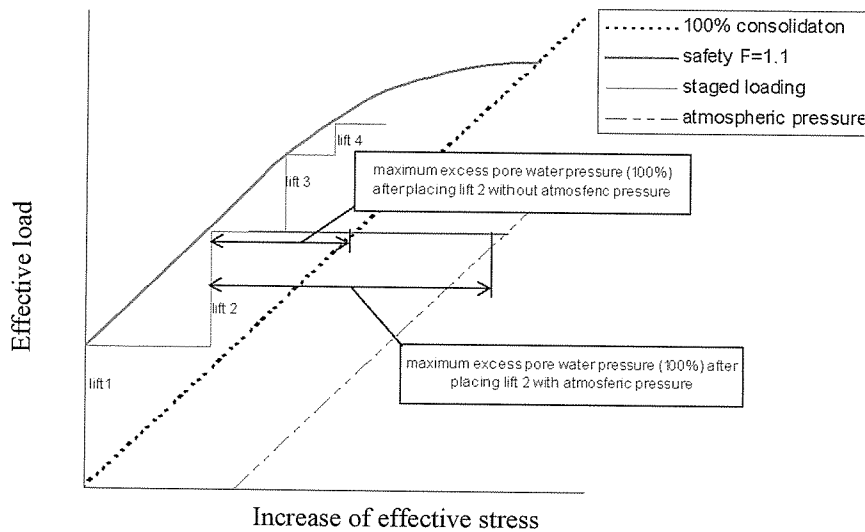 100% consolidaton
safety F=1.1
staged loading
atmospheric pressure
lift 4
maximum excess pore water pressure (100%)
after placing lift 2 without atmosferic pressure
lift 3
Effective load
lift 2
maximum excess pore water pressure (100%) after
placing lift 2 with atmosferic pressure
lift 1
Increase of effective stress